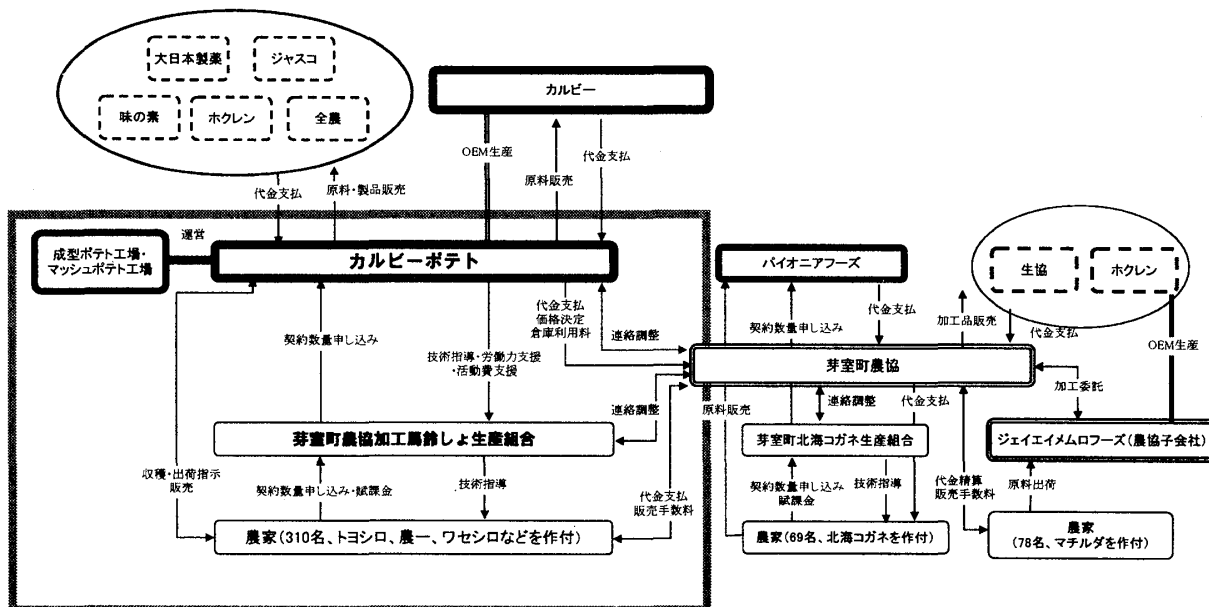 大日本製薬
ジャスコ
味の素
ホクレン
全農
カルビー
代金支払
原料・製品販売
OEM生産
原料販売
代金支払
運営
成型ポテト工場・
マッシュポテト工場
カルビーポテト
パイオニアフーズ
生協
ホクレン
契約数量申し込み
技術指導・労働力支援
・活動費支援
代金支払
価格決定
倉庫利用料
連絡調整
契約数量申し込み
代金支払
加工品販売
代金支払
OEM生産
芽室町農協
連絡調整
原料販売
連絡調整
代金支払
加工委託
芽室町農協加工馬鈴しょ生産組合
芽室町北海コガネ生産組合
ジェイエイメムロフーズ(農協子会社)
収穫・出荷指示
販売
契約数量申し込み・賦課金
技術指導
代金支払
販売手数料
契約数量申し込み
賦課金
技術指導
代金精算
販売手数料
原料出荷
農家(310名、トヨシロ、農一、ワセシロなどを作付)
農家(69名、北海コガネを作付)
農家
(78名、マチルダを作付)